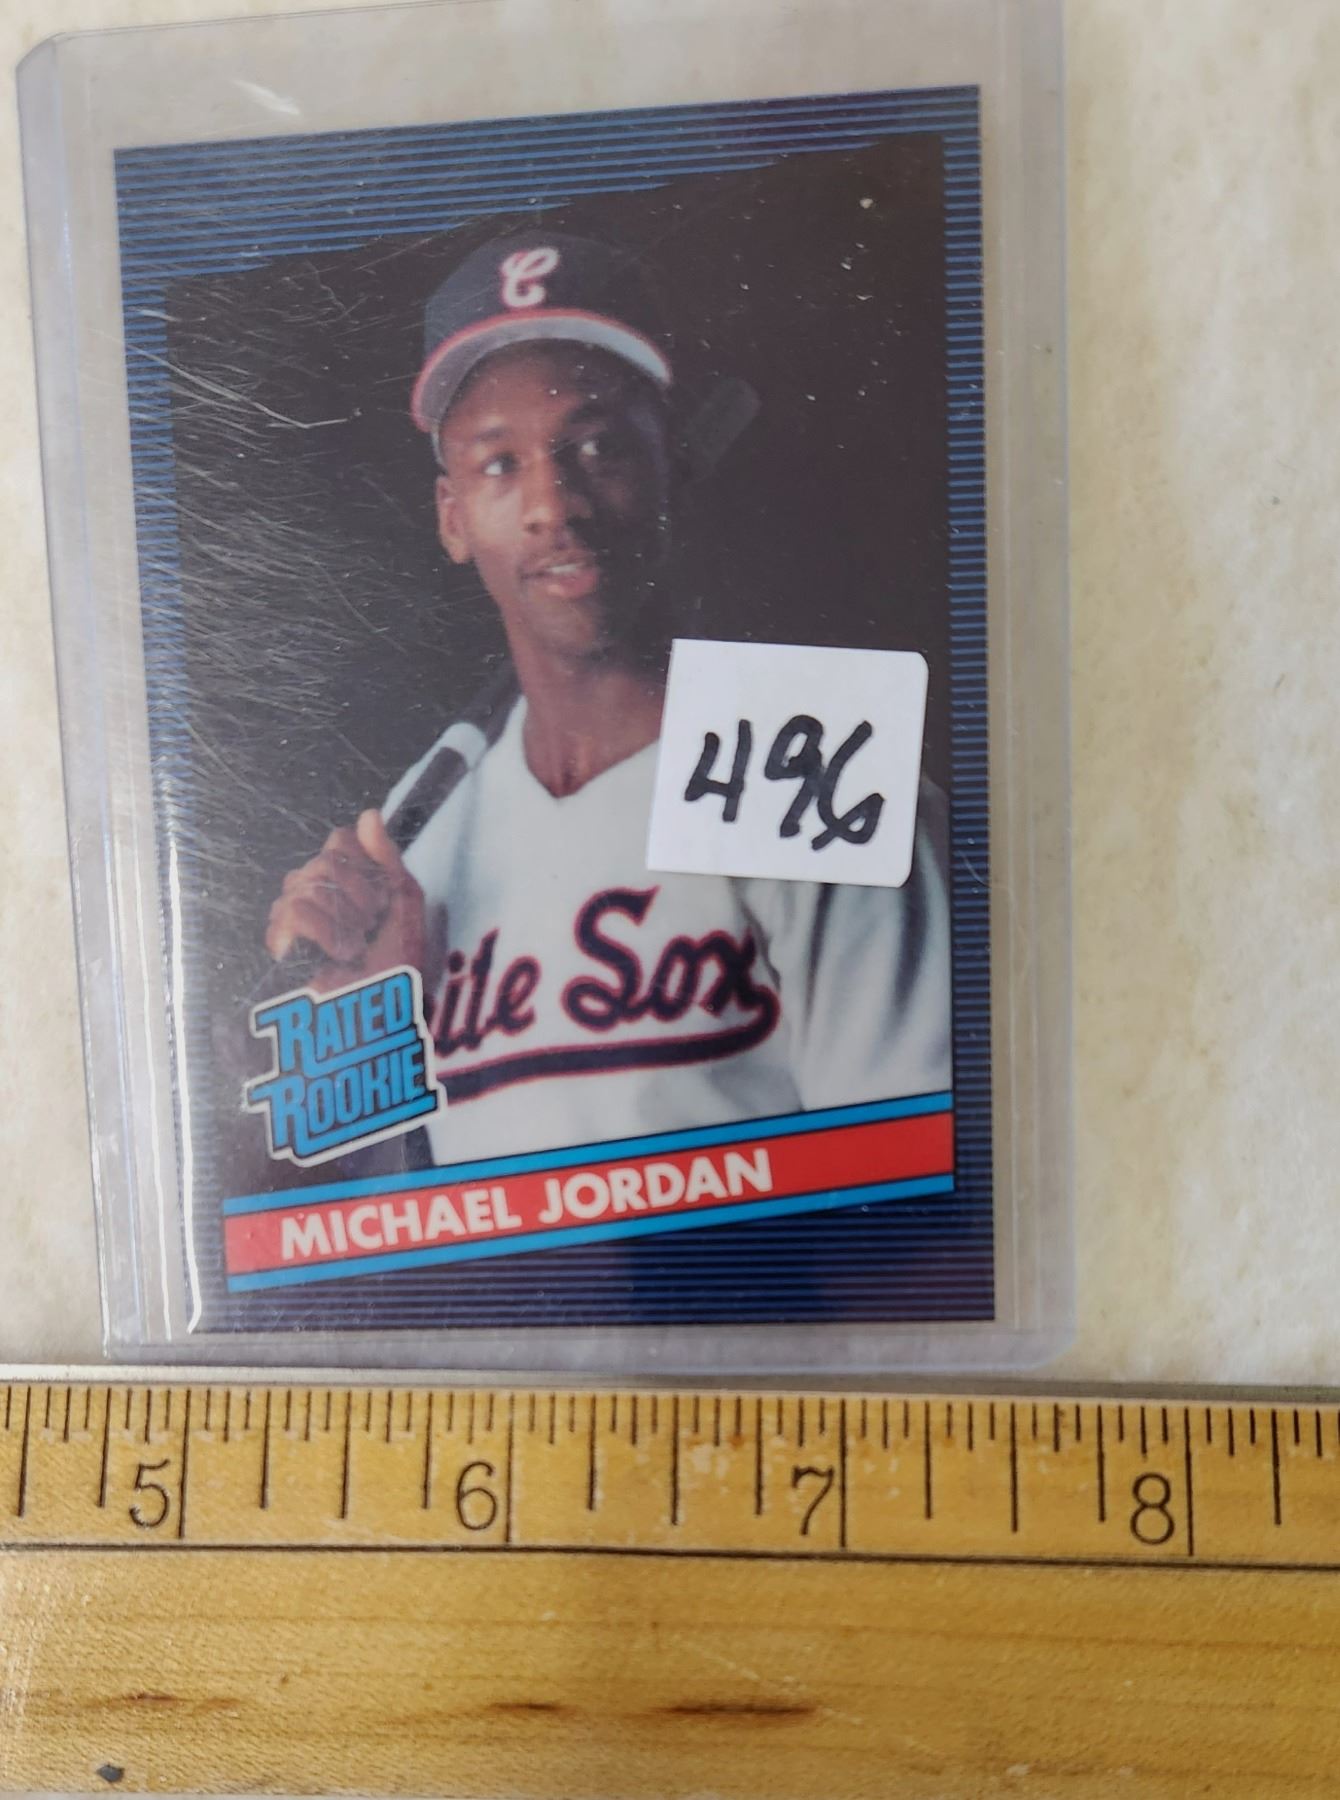 C
496
ite Sox
RATED
ROOKIE
MICHAEL JORDAN
5 6 7 8